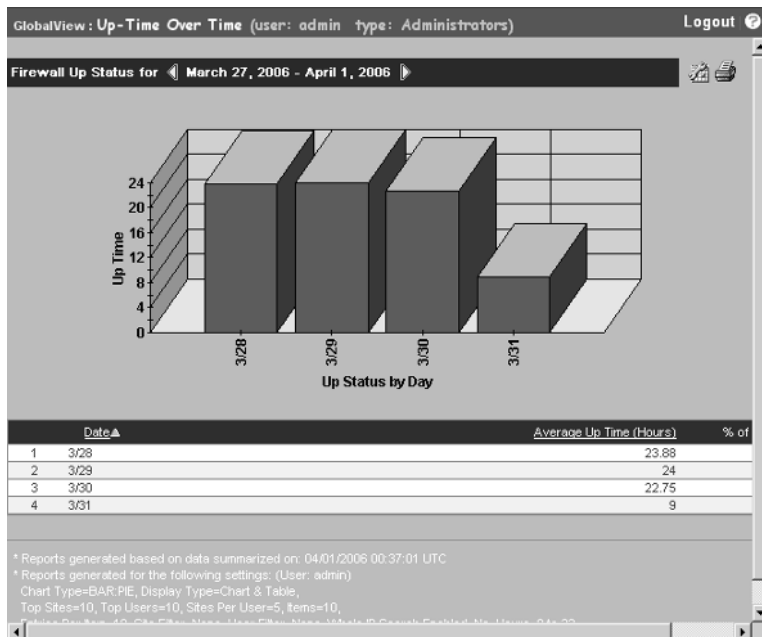 GlobalView : Up-Time Over Time (user: admin type: Administrators) Logout ?
Firewall Up Status for March 27, 2006 - April 1, 2006
24
20
16
12
8
4
0
Up Time
3/28
3/29
3/30
3/31
Up Status by Day
Date Average Up Time (Hours) % of
1 3/28 23.88
2 3/29 24
3 3/30 22.75
4 3/31 9
* Reports generated based on data summarized on: 04/01/2006 00:37:01 UTC
* Reports generated for the following settings: (User: admin)
Chart Type=BAR:PIE, Display Type=Chart & Table,
Top Sites=10, Top Users=10, Sites Per User=5, Items=10,